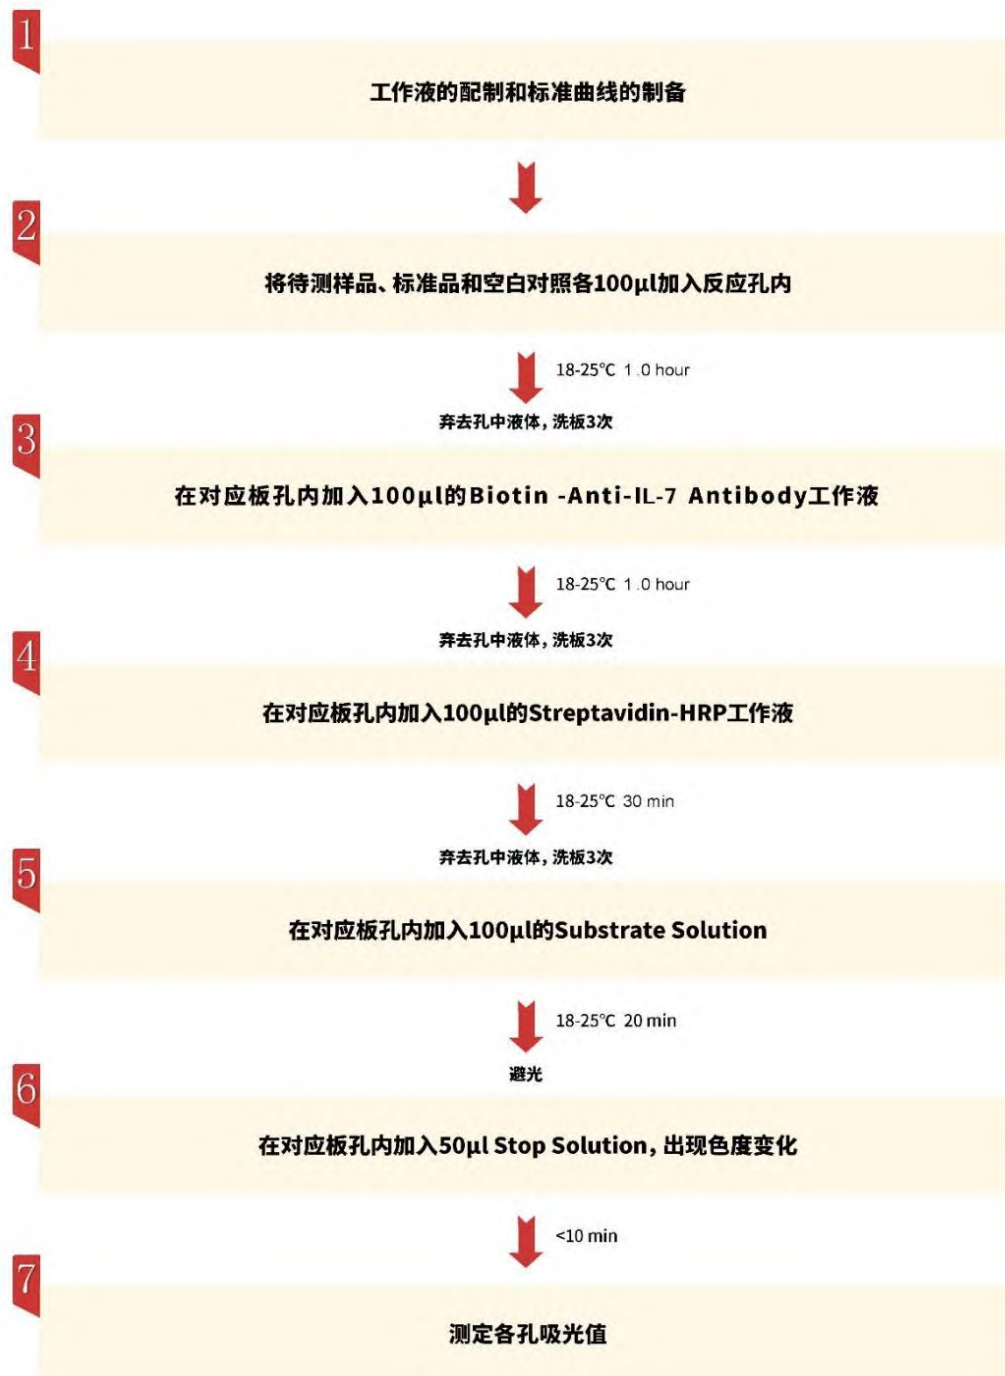 1
工作液的配制和标准曲线的制备
2
将待测样品、标准品和空白对照各100μl加入反应孔内
18-25℃ 1.0 hour
弃去孔中液体，洗板3次
3
在对应板孔内加入100μl的Biotin -Anti-IL-7 Antibody工作液
18-25℃ 1.0 hour
弃去孔中液体，洗板3次
4
在对应板孔内加入100μl的Streptavidin-HRP工作液
18-25℃ 30 min
弃去孔中液体，洗板3次
5
在对应板孔内加入100μl的Substrate Solution
18-25℃ 20 min
避光
6
在对应板孔内加入50μl Stop Solution，出现色度变化
<10 min
7
测定各孔吸光值